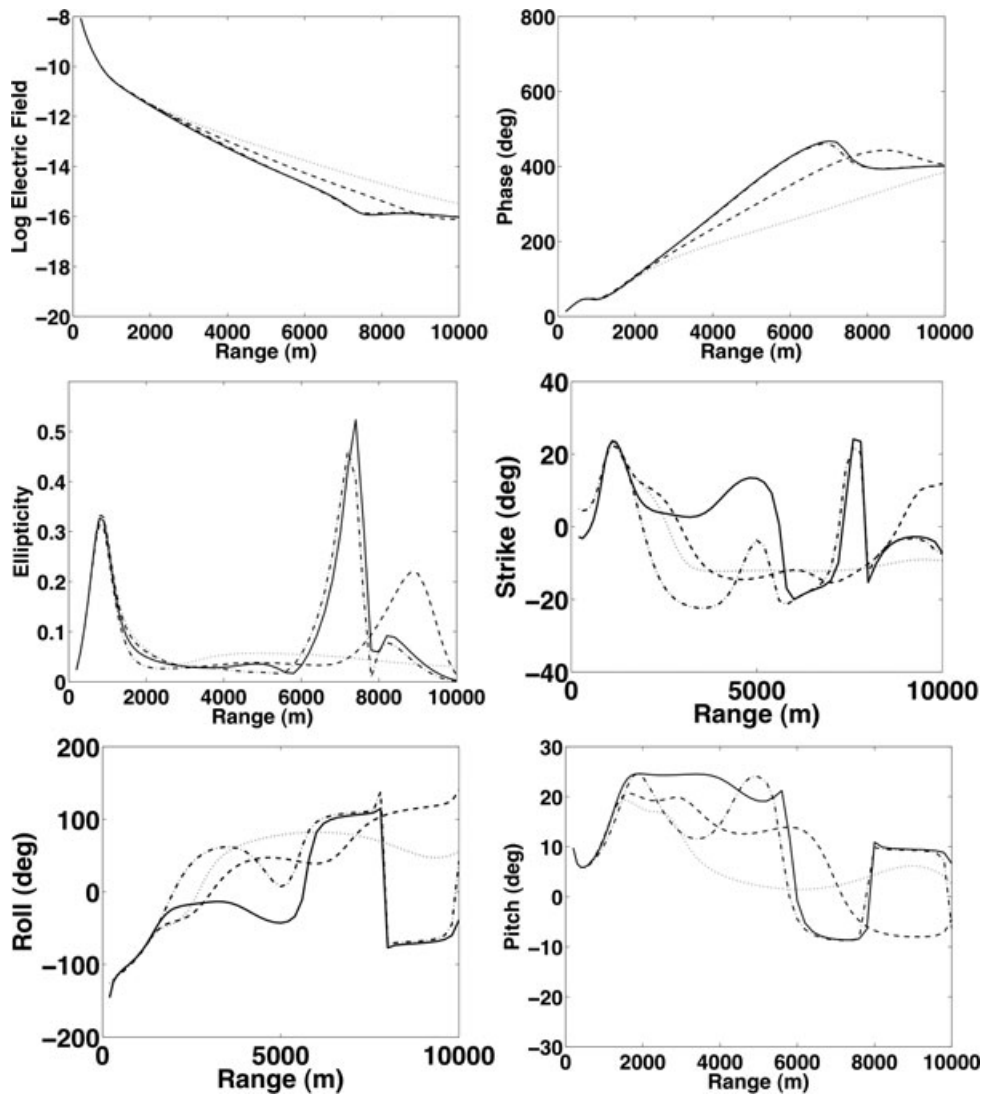 −8
−10
−12
−14
−16
−18
−20
Log Electric Field
0 2000 4000 6000 8000 10000
Range (m)
800
600
400
200
0
Phase (deg)
0 2000 4000 6000 8000 10000
Range (m)
0.5
0.4
0.3
0.2
0.1
0
Ellipticity
0 2000 4000 6000 8000 10000
Range (m)
40
20
0
−20
−40
Strike (deg)
0 5000 10000
Range (m)
200
100
0
−100
−200
Roll (deg)
0 5000 10000
Range (m)
30
20
10
0
−10
−20
−30
Pitch (deg)
0 2000 4000 6000 8000 10000
Range (m)